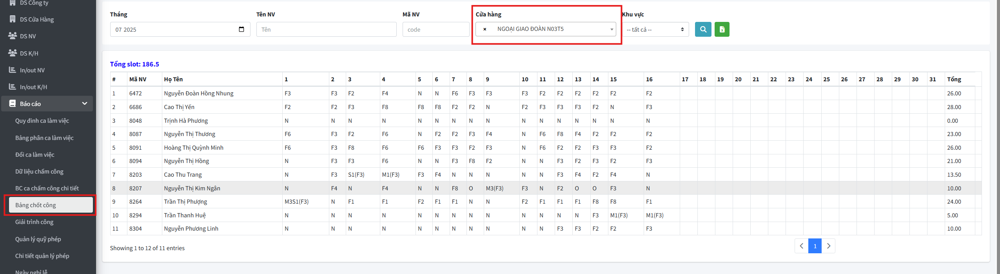 DS Công ty
DS Cửa Hàng
DS NV
DS K/H
In/out NV
In/out K/H
Báo cáo
Quy đinh ca làm việc
Bảng phân ca làm việc
Đổi ca làm việc
Dữ liệu chấm công
BC ca chấm công chi tiết
Bảng chốt công
Giải trình công
Quản lý quỹ phép
Chi tiết quản lý phép
Ngày nghỉ lễ
Tháng Tên NV Mã NV Cửa hàng Khu vực
07 2025 Tên code × NGOẠI GIAO ĐOÀN N03T5 -- tất cả --
Tổng slot: 186.5
# Mã NV Họ Tên 1 2 3 4 5 6 7 8 9 10 11 12 13 14 15 16 17 18 19 20 21 22 23 24 25 26 27 28 29 30 31 Tổng
1 6472 Nguyễn Đoàn Hồng Nhung F3 F3 F2 F4 N N F6 F3 F3 F3 F2 F2 F2 F2 F2 F2 26.00
2 6686 Cao Thị Yến F2 F2 F3 F8 F8 F8 F2 F2 N F2 F3 F3 F3 F2 N F3 28.00
3 8048 Trịnh Hà Phương N N N N N N N N N N N N N N N N 0.00
4 8087 Nguyễn Thị Thương F6 F3 F2 F6 N F2 F2 F3 F4 N F6 F8 F4 F2 F2 F2 23.00
5 8091 Hoàng Thị Quỳnh Minh F6 F3 F8 F6 F6 F3 F3 F2 F3 N F6 F2 F2 F3 F3 F2 26.00
6 8094 Nguyễn Thị Hồng N F3 F3 F6 N N F3 F8 F2 N N F3 F2 F3 F2 F3 21.00
7 8203 Cao Thu Trang N F3 S1(F3) M1(F3) F3 F4 N N N N N F3 F4 F2 F4 N 13.50
8 8207 Nguyễn Thị Kim Ngân N F4 N F4 N N F8 O M3(F3) F3 N F2 O O F3 N 10.00
9 8264 Trần Thị Phượng M3S1(F3) N F1 F1 F2 F1 F1 N N F2 F1 F1 F1 F8 F8 F1 24.00
10 8294 Trần Thanh Huệ N N N N N N N N N N N N N F3 M1(F3) M1(F3) 5.00
11 8304 Nguyễn Phương Linh N N N N N N N N N N N F3 F3 F2 F2 F3 10.00
Showing 1 to 12 of 11 entries
1